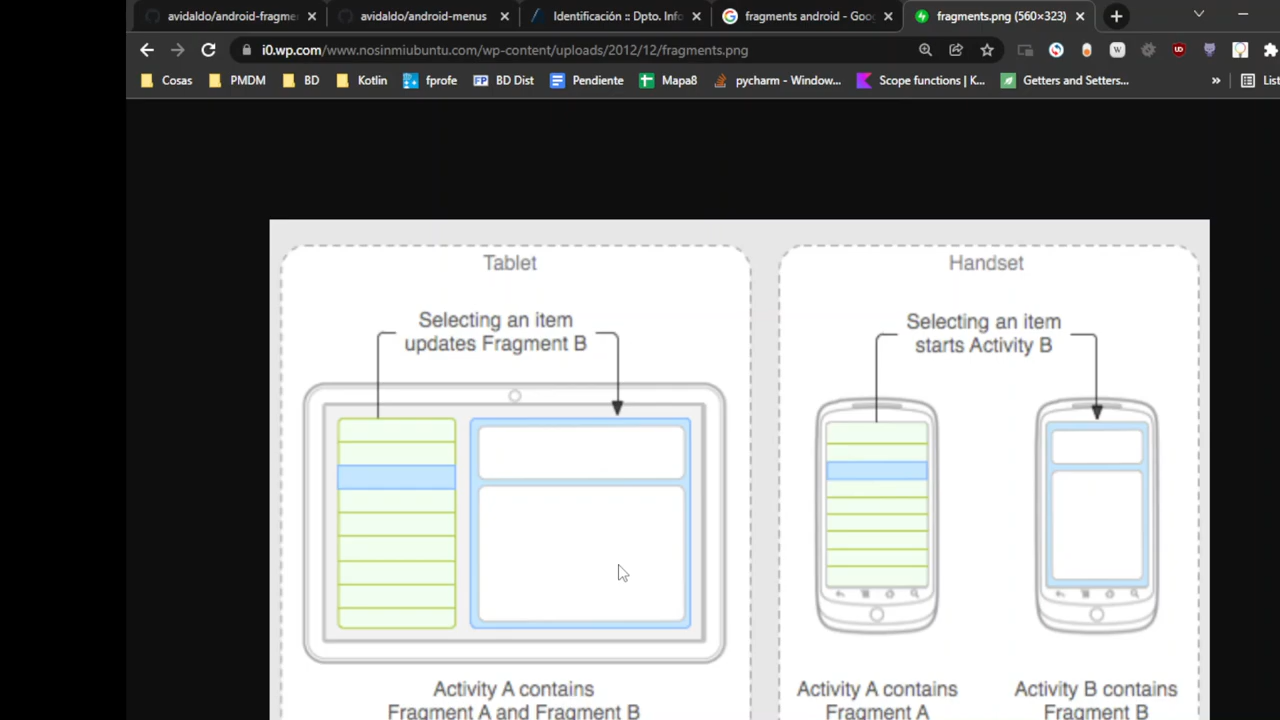 avidaldo/android-fragme
avidaldo/android-menus
Identificación :: Dpto. Info
fragments android - Goo
fragments.png (560×323)
i0.wp.com/www.nosinmiubuntu.com/wp-content/uploads/2012/12/fragments.png
Cosas
PMDM
BD
Kotlin
fprofe
FP BD Dist
Pendiente
Mapa8
pycharm - Window...
Scope functions | K...
Getters and Setters...
»
List
Tablet
Selecting an item
updates Fragment B
Activity A contains
Fragment A and Fragment B
Handset
Selecting an item
starts Activity B
Activity A contains
Fragment A
Activity B contains
Fragment B